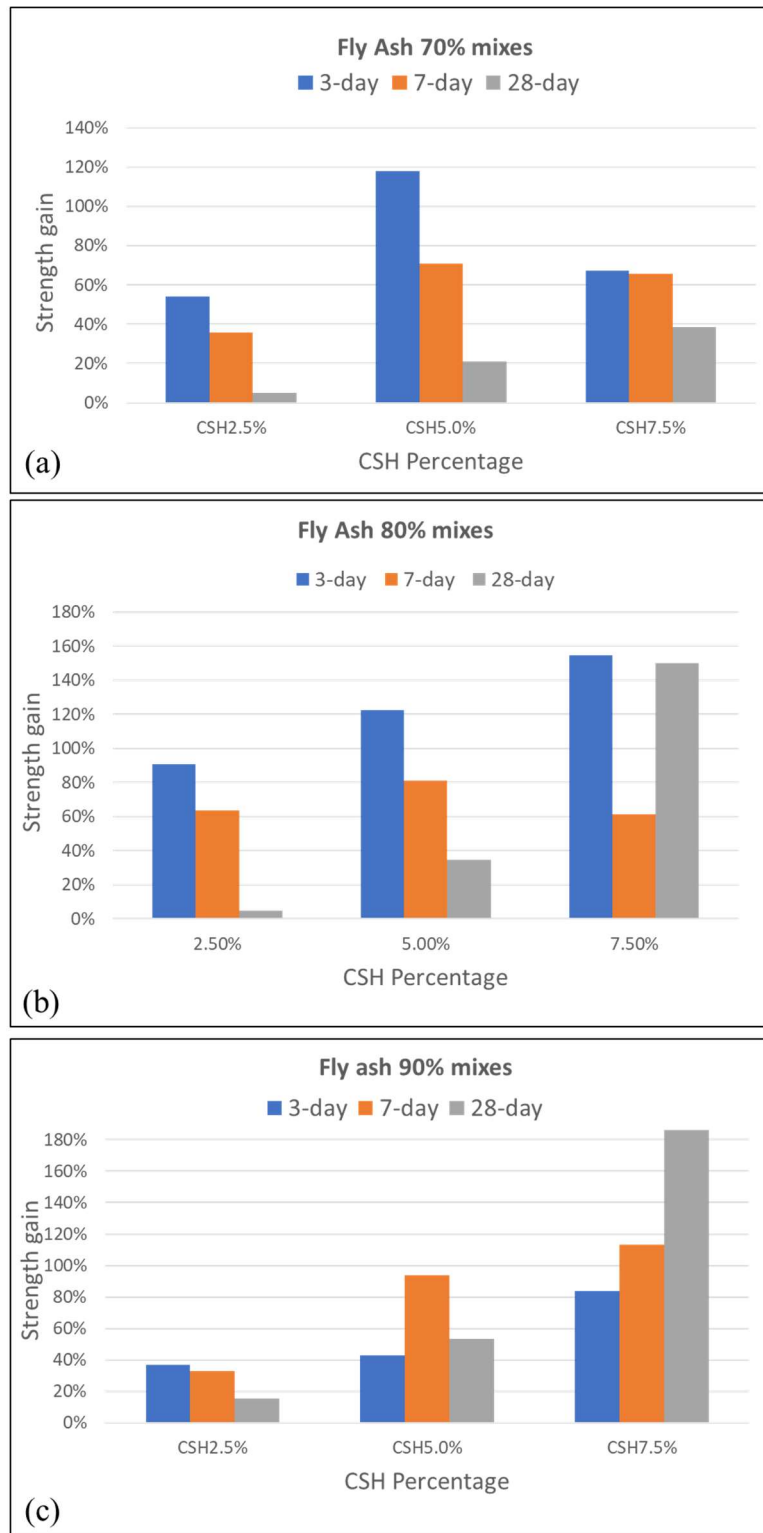 Fly Ash 70% mixes
3-day 7-day 28-day
140%
120%
100%
80%
60%
40%
20%
0%
Strength gain
CSH2.5% CSH5.0% CSH7.5%
CSH Percentage
(a)
Fly Ash 80% mixes
3-day 7-day 28-day
180%
160%
140%
120%
100%
80%
60%
40%
20%
0%
Strength gain
2.50% 5.00% 7.50%
CSH Percentage
(b)
Fly ash 90% mixes
3-day 7-day 28-day
180%
160%
140%
120%
100%
80%
60%
40%
20%
0%
Strength gain
CSH2.5% CSH5.0% CSH7.5%
CSH Percentage
(c)